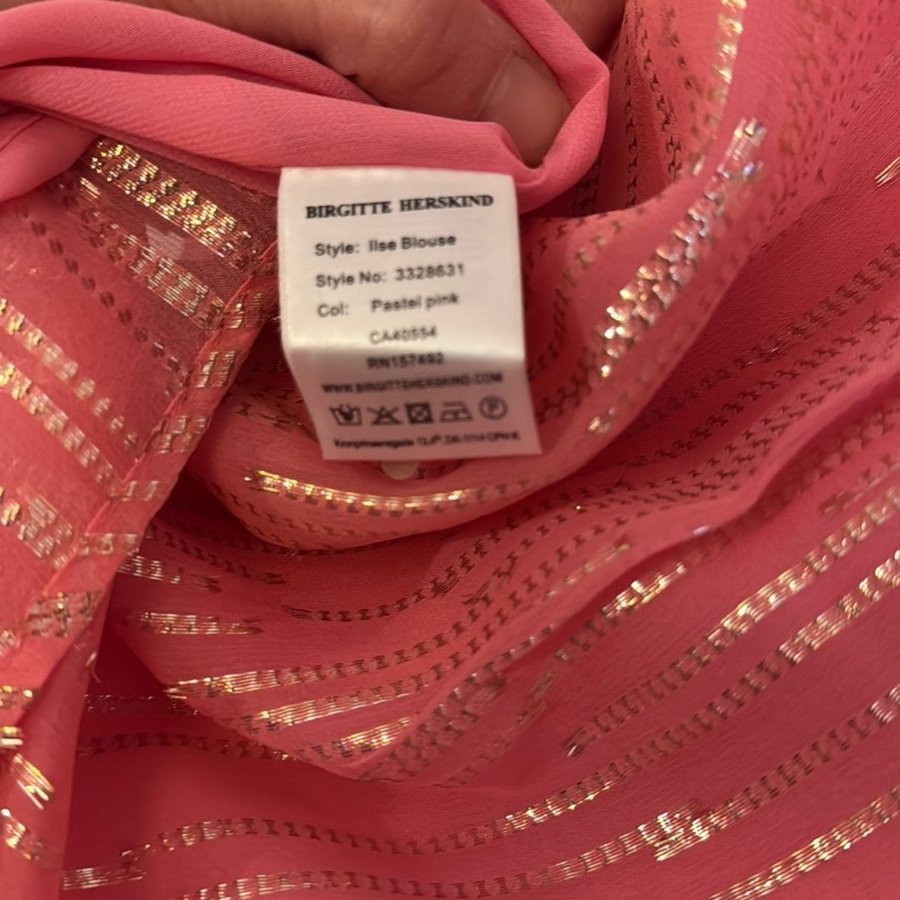 BIRGITTE HERSKIND
Style: Ilse Blouse
Style No: 3328631
Col: Pastel pink
CA40554
RN157492
WWW.BIRGITTEHERSKIND.COM